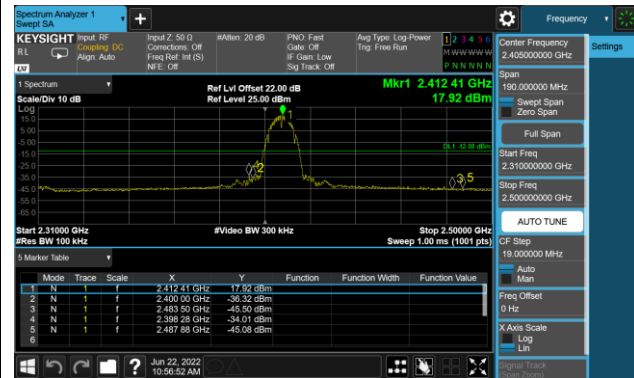 Spectrum Analyzer 1
Swept SA
Frequency
KEYSIGHT Input: RF
RL Coupling: DC
Align: Auto
LXI
Input Z: 50 Ω
Corrections: Off
Freq Ref: Int (S)
NFE: Off
#Atten: 20 dB
PNO: Fast
Gate: Off
IF Gain: Low
Sig Track: Off
Avg Type: Log-Power
Trig: Free Run
1 2 3 4 5 6
M W W W W W
P N N N N N
Center Frequency
2.405000000 GHz
Settings
Span
190.000000 MHz
Swept Span
Zero Span
Full Span
Start Freq
2.310000000 GHz
Stop Freq
2.500000000 GHz
AUTO TUNE
CF Step
19.000000 MHz
Auto
Man
Freq Offset
0 Hz
X Axis Scale
Log
Lin
Signal Track
(Span Zoom)
1 Spectrum
Scale/Div 10 dB
Ref Lvl Offset 22.00 dB
Ref Level 25.00 dBm
Mkr1 2.412 41 GHz
17.92 dBm
Log
15.0
5.00
-5.00
-15.0
-25.0
-35.0
-45.0
-55.0
-65.0
1
DL1 -12.08 dBm
2
3
5
Start 2.31000 GHz
#Res BW 100 kHz
#Video BW 300 kHz
Stop 2.50000 GHz
Sweep 1.00 ms (1001 pts)
5 Marker Table
Mode Trace Scale X Y Function Function Width Function Value
1 N 1 f 2.412 41 GHz 17.92 dBm
2 N 1 f 2.400 00 GHz -36.32 dBm
3 N 1 f 2.483 50 GHz -45.50 dBm
4 N 1 f 2.398 28 GHz -34.01 dBm
5 N 1 f 2.487 88 GHz -45.08 dBm
6
?
Jun 22, 2022
10:56:52 AM